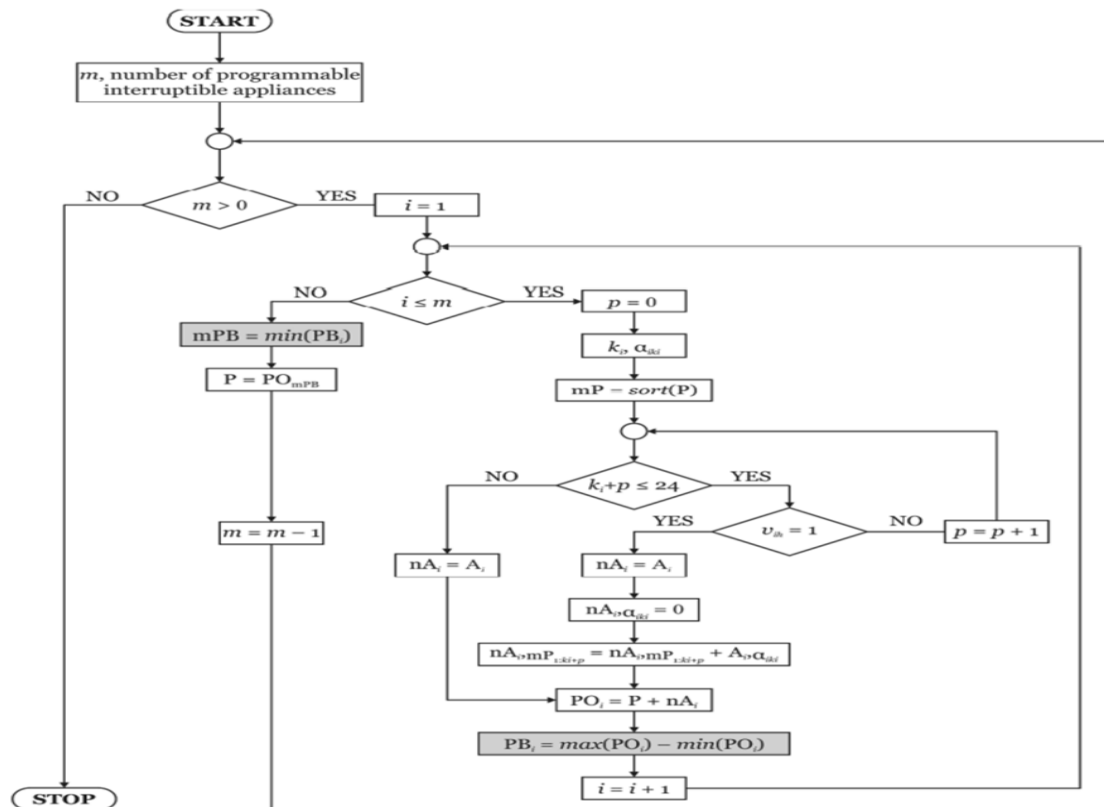 START
m, number of programmable
interruptible appliances
NO
m > 0
YES
i = 1
NO
i ≤ m
YES
p = 0
mPB = min(PBᵢ)
kᵢ, αᵢₖᵢ
P = PO_mPB
mP − sort(P)
NO
kᵢ+p ≤ 24
YES
YES
vᵢₕ = 1
NO
p = p + 1
m = m − 1
nAᵢ = Aᵢ
nAᵢ = Aᵢ
nAᵢ,αᵢₖᵢ = 0
nAᵢ,mP₁:ₖᵢ₊ₚ = nAᵢ,mP₁:ₖᵢ₊ₚ + Aᵢ,αᵢₖᵢ
POᵢ = P + nAᵢ
PBᵢ = max(POᵢ) − min(POᵢ)
i = i + 1
STOP